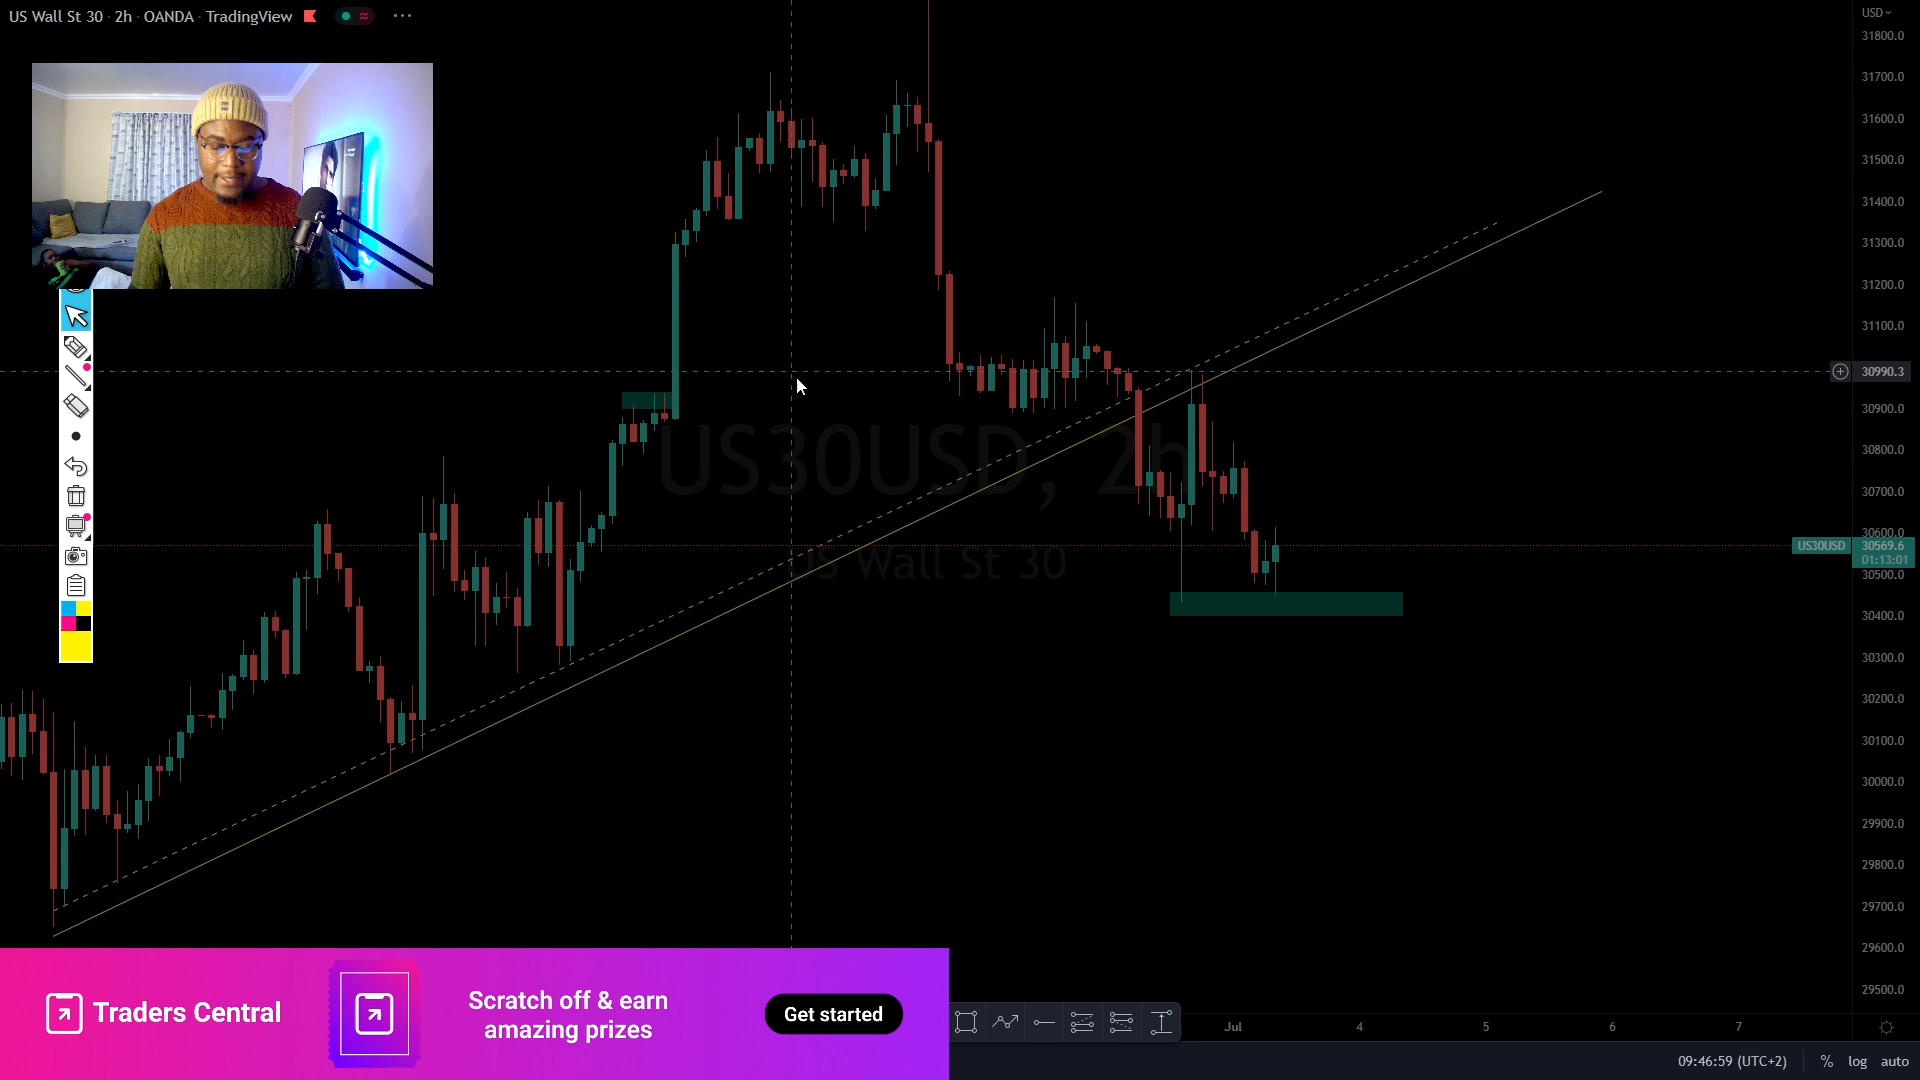 US Wall St 30 · 2h · OANDA · TradingView
USD
31800.0
31700.0
31600.0
31500.0
31400.0
31300.0
31200.0
31100.0
30990.3
30900.0
30800.0
30700.0
30600.0
US30USD 30569.6
01:13:01
30500.0
30400.0
30300.0
30200.0
30100.0
30000.0
29900.0
29800.0
29700.0
29600.0
29500.0
US30USD, 2h
US Wall St 30
Traders Central
Scratch off & earn
amazing prizes
Get started
Jul 4 5 6 7
09:46:59 (UTC+2) % log auto